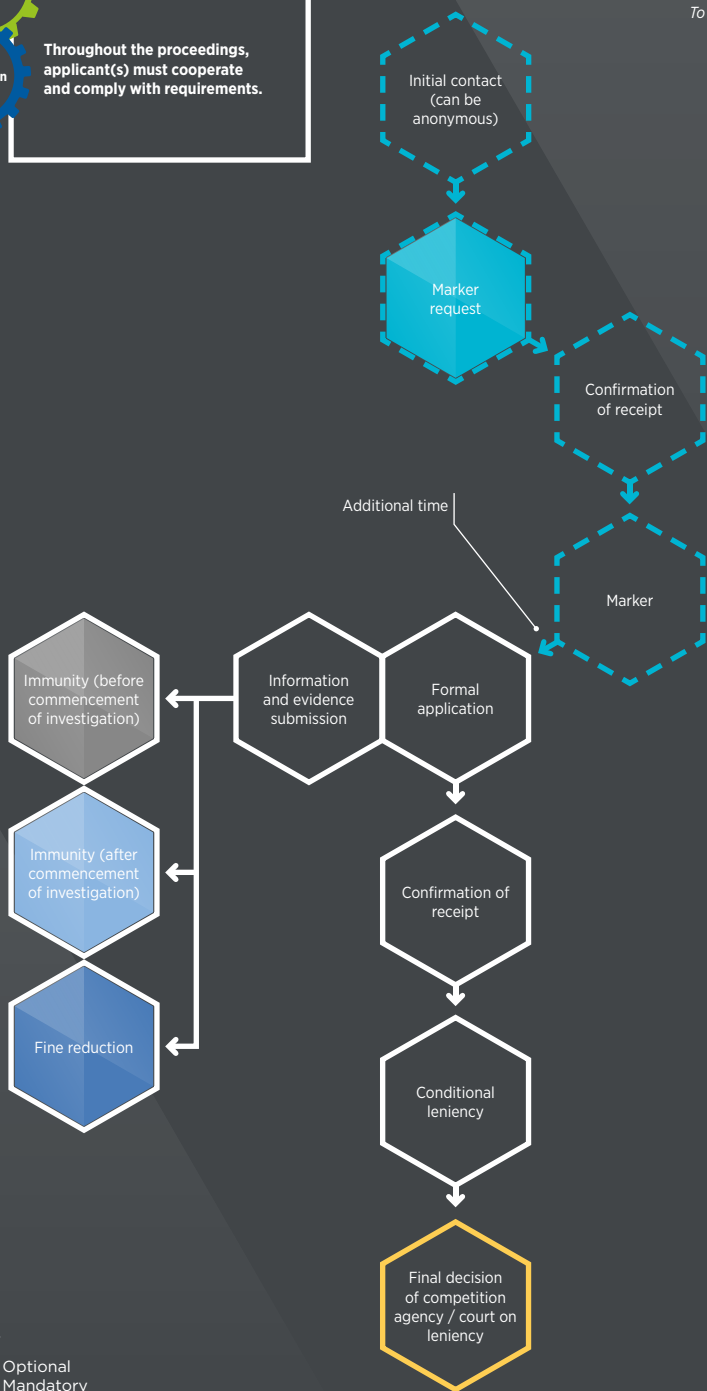 To
n
Throughout the proceedings,
applicant(s) must cooperate
and comply with requirements.
Initial contact
(can be
anonymous)
Marker
request
Confirmation
of receipt
Additional time
Marker
Immunity (before
commencement
of investigation)
Information
and evidence
submission
Formal
application
Immunity (after
commencement
of investigation)
Confirmation of
receipt
Fine reduction
Conditional
leniency
Final decision
of competition
agency / court on
leniency
Optional
Mandatory